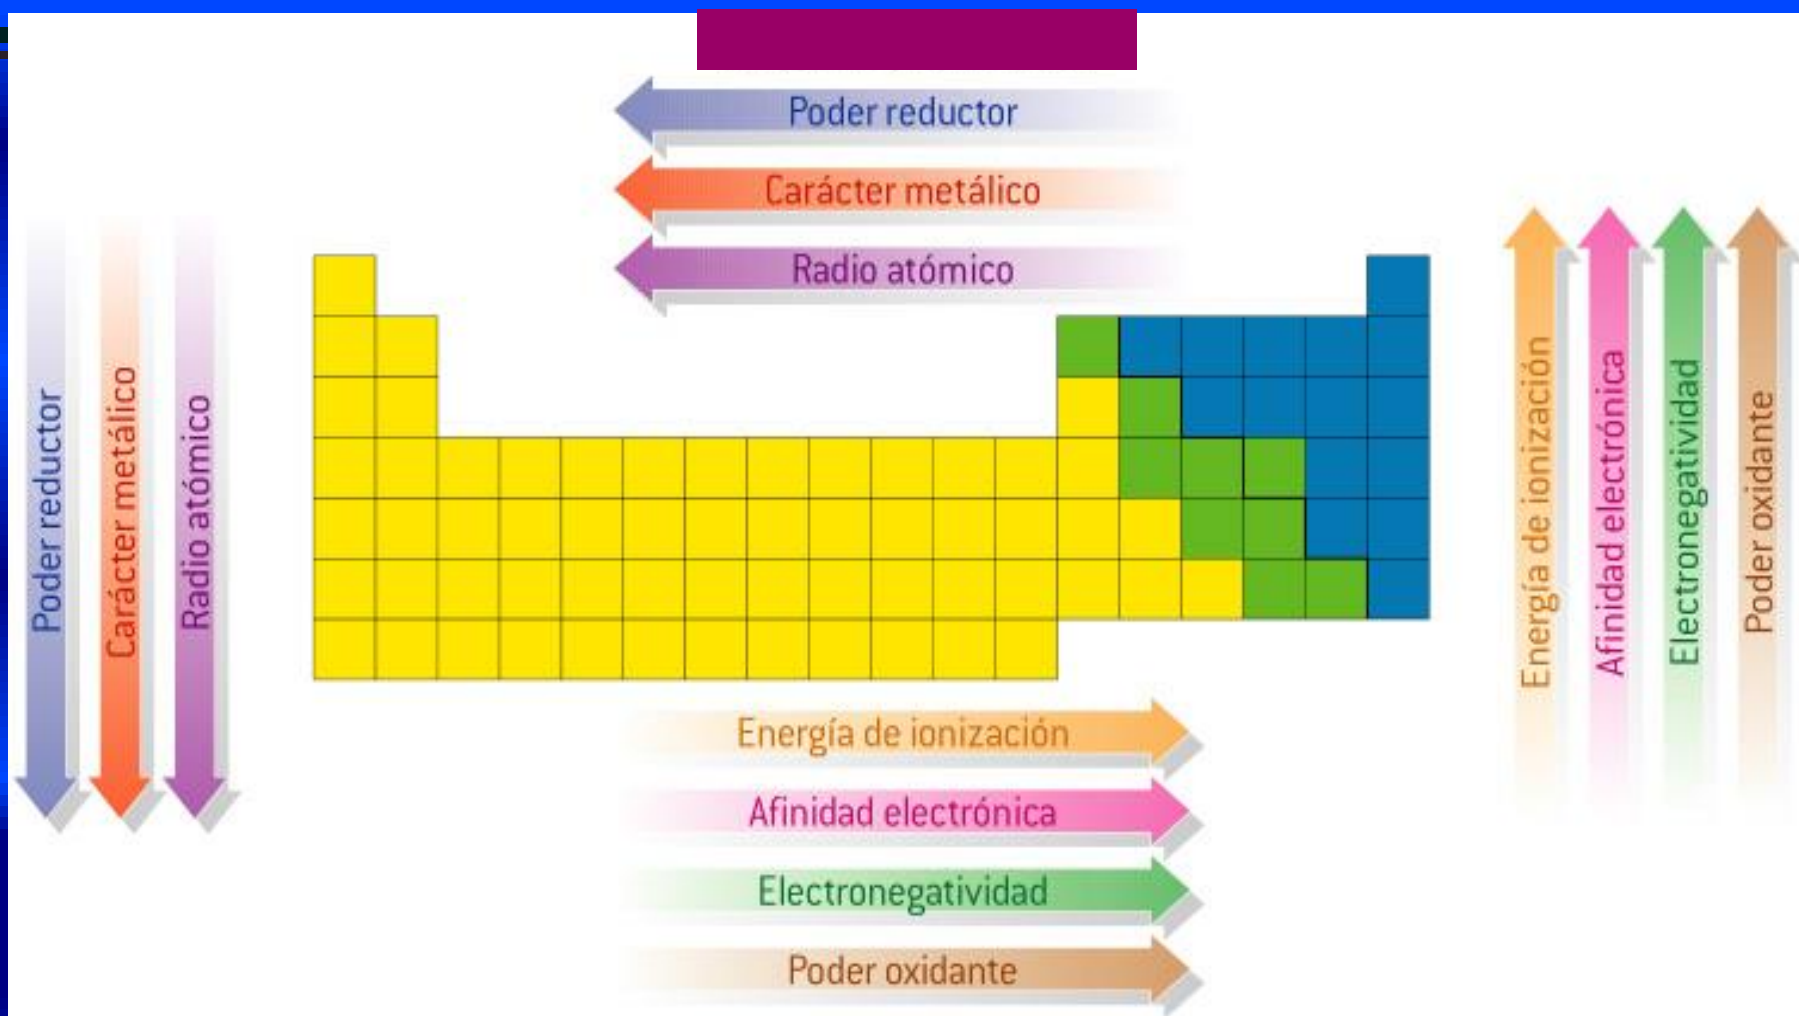 Poder reductor
Carácter metálico
Radio atómico
Poder reductor
Carácter metálico
Radio atómico
Energía de ionización
Afinidad electrónica
Electronegatividad
Poder oxidante
Energía de ionización
Afinidad electrónica
Electronegatividad
Poder oxidante